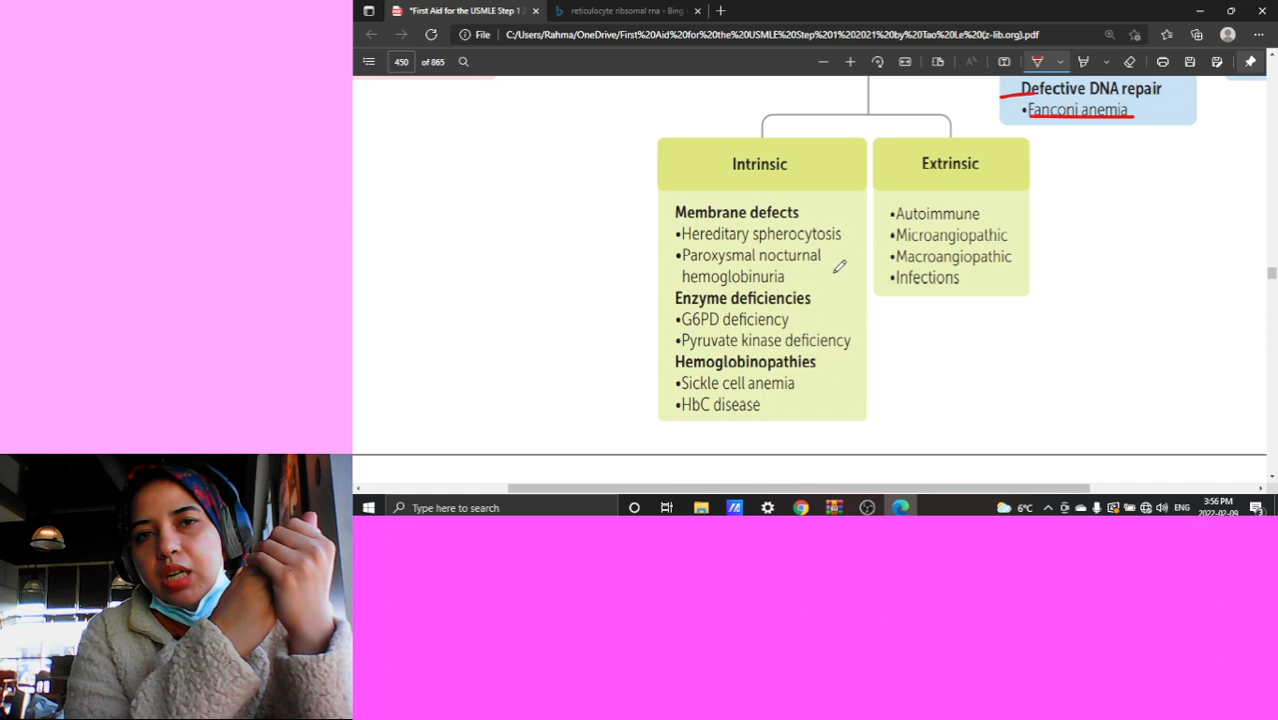 *First Aid for the USMLE Step 1 2
reticulocyte ribsomal rna - Bing
File
C:/Users/Rahma/OneDrive/First%20Aid%20for%20the%20USMLE%20Step%201%202021%20by%20Tao%20Le%20(z-lib.org).pdf
450 of 865
Defective DNA repair
•Fanconi anemia
Intrinsic
Membrane defects
•Hereditary spherocytosis
•Paroxysmal nocturnal
hemoglobinuria
Enzyme deficiencies
•G6PD deficiency
•Pyruvate kinase deficiency
Hemoglobinopathies
•Sickle cell anemia
•HbC disease
Extrinsic
•Autoimmune
•Microangiopathic
•Macroangiopathic
•Infections
Type here to search
6°C
ENG
3:56 PM
2022-02-09